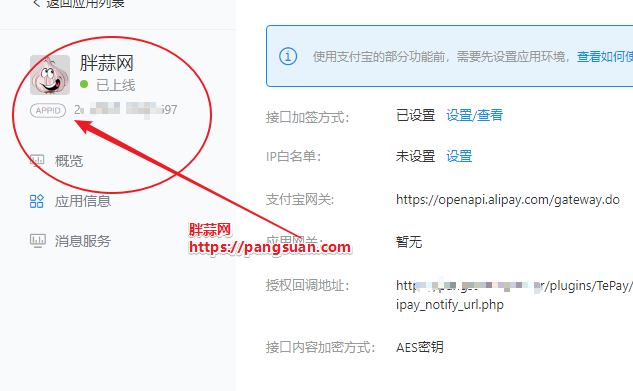 返回应用列表
胖蒜网
已上线
APPID 2 697
概览
应用信息
消息服务
使用支付宝的部分功能前，需要先设置应用环境，查看如何使
接口加签方式： 已设置 设置/查看
IP白名单： 未设置 设置
支付宝网关： https://openapi.alipay.com/gateway.do
应用网关： 暂无
胖蒜网
https://pangsuan.com
授权回调地址： http /plugins/TePay/
ipay_notify_url.php
接口内容加密方式： AES密钥